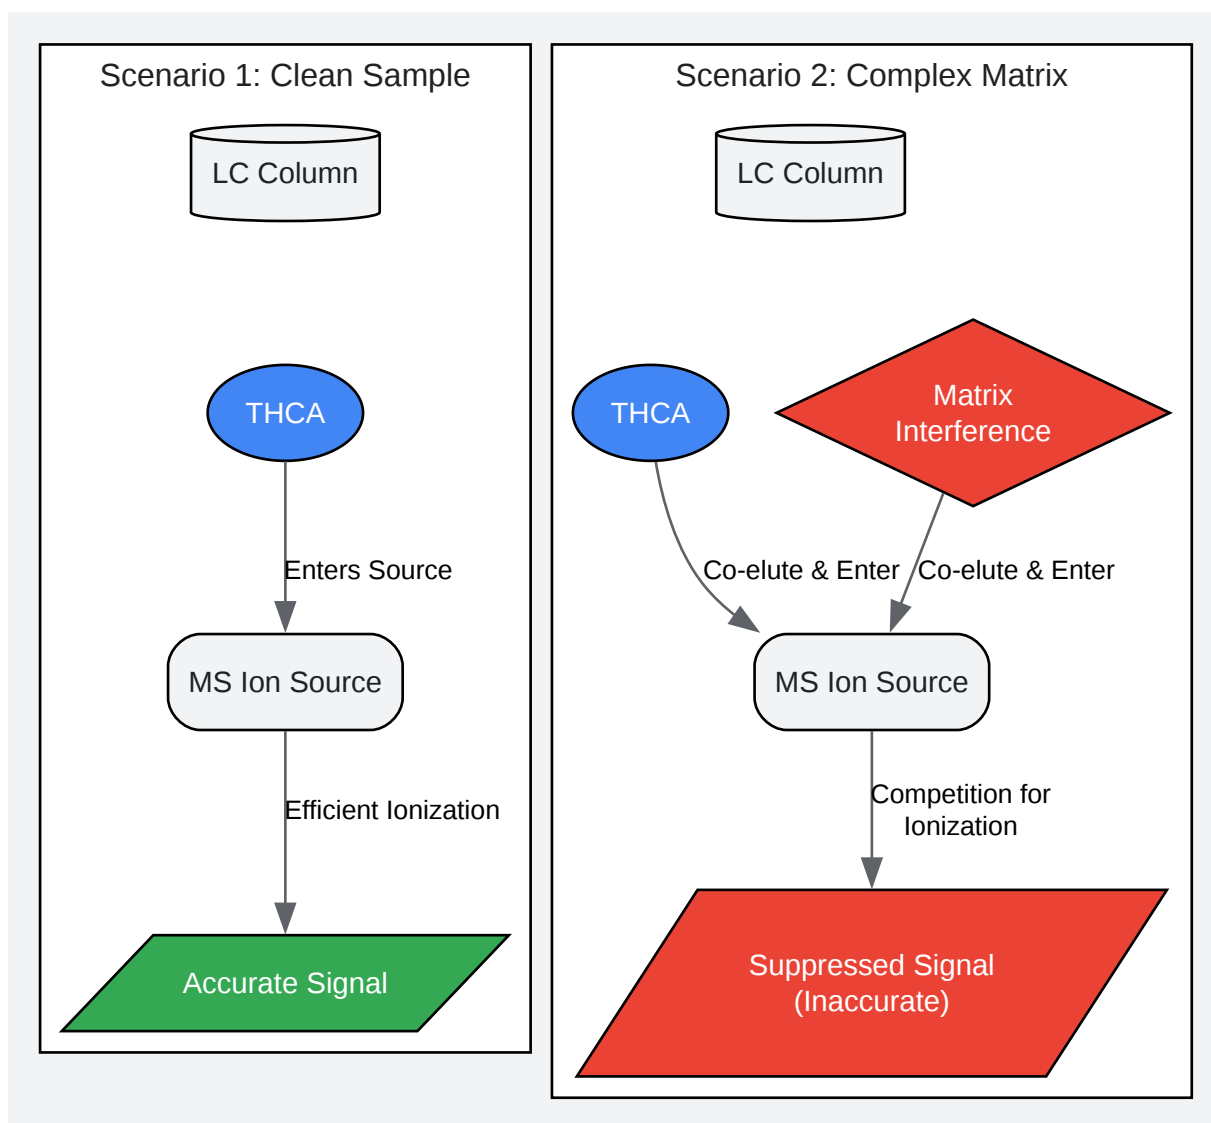 Scenario 1: Clean Sample
LC Column
THCA
Enters Source
MS Ion Source
Efficient Ionization
Accurate Signal
Scenario 2: Complex Matrix
LC Column
THCA
Matrix
Interference
Co-elute & Enter
Co-elute & Enter
MS Ion Source
Competition for
Ionization
Suppressed Signal
(Inaccurate)